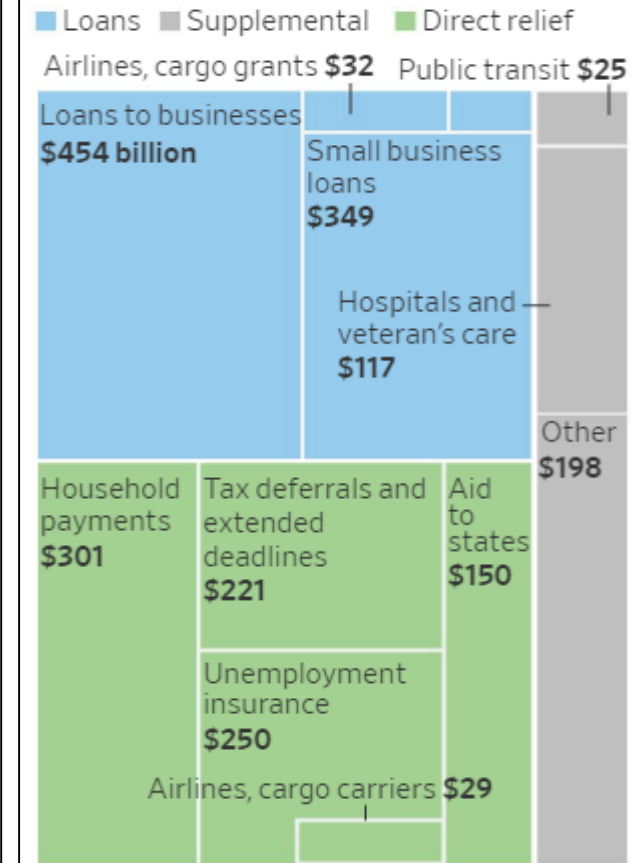 Loans Supplemental Direct relief
Airlines, cargo grants $32 Public transit $25
Loans to businesses
$454 billion
Small business
loans
$349
Hospitals and
veteran's care
$117
Other
$198
Household
payments
$301
Tax deferrals and
extended
deadlines
$221
Aid
to
states
$150
Unemployment
insurance
$250
Airlines, cargo carriers $29